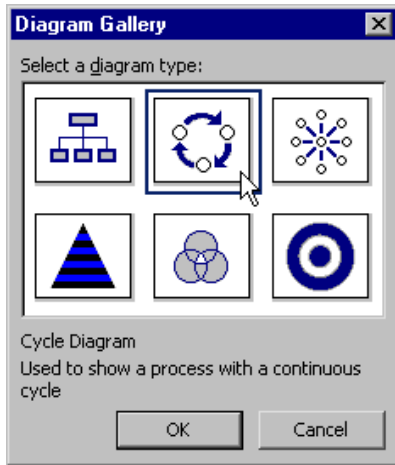 Diagram Gallery
Select a diagram type:
Cycle Diagram
Used to show a process with a continuous
cycle
OK
Cancel